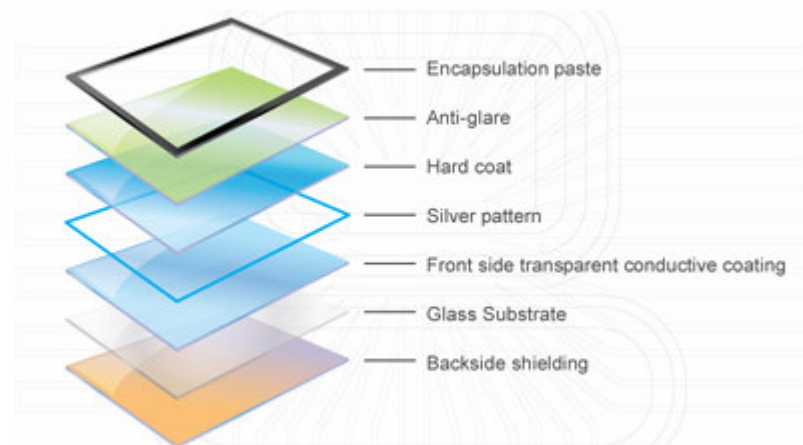 Encapsulation paste
Anti-glare
Hard coat
Silver pattern
Front side transparent conductive coating
Glass Substrate
Backside shielding